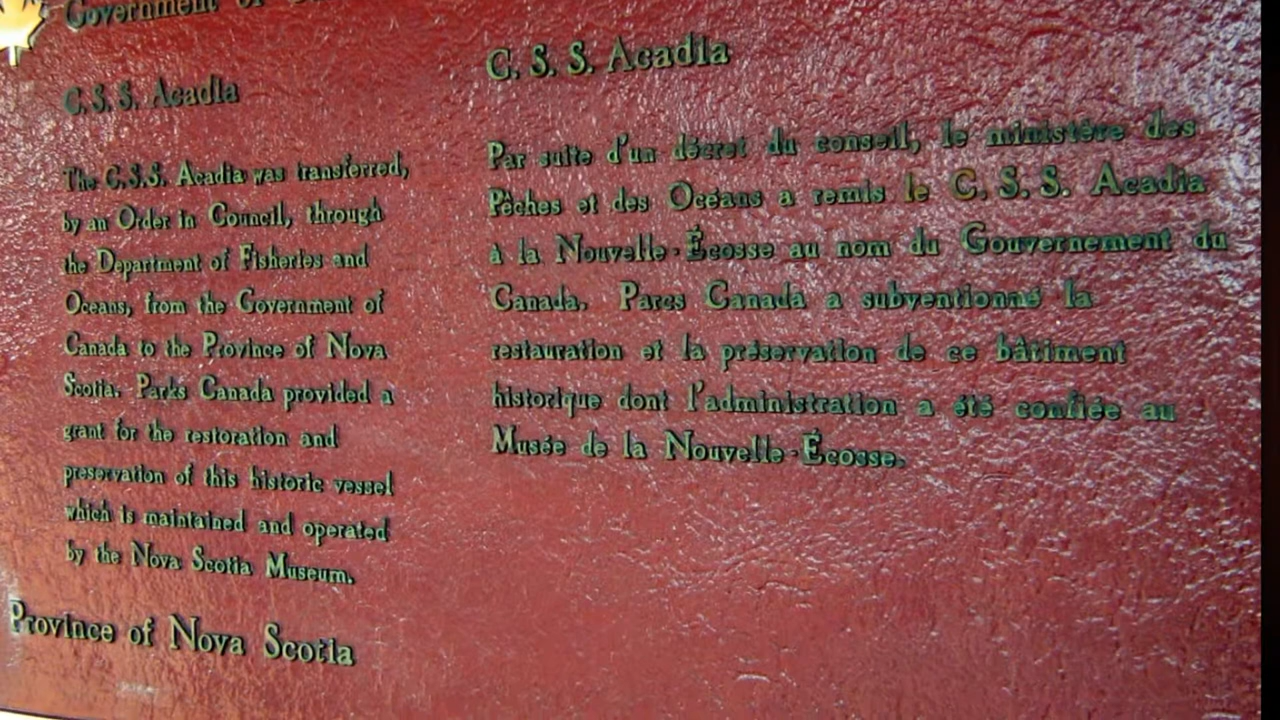 Government of
C.S.S. Acadia
The C.S.S. Acadia was transferred,
by an Order in Council, through
the Department of Fisheries and
Oceans, from the Government of
Canada to the Province of Nova
Scotia. Parks Canada provided a
grant for the restoration and
preservation of this historic vessel
which is maintained and operated
by the Nova Scotia Museum.
Province of Nova Scotia
C. S. S. Acadia
Par suite d'un décret du conseil, le ministère des
Pêches et des Océans a remis le C. S. S. Acadia
à la Nouvelle-Écosse au nom du Gouvernement du
Canada. Parcs Canada a subventionné la
restauration et la préservation de ce bâtiment
historique dont l'administration a été confiée au
Musée de la Nouvelle-Écosse.